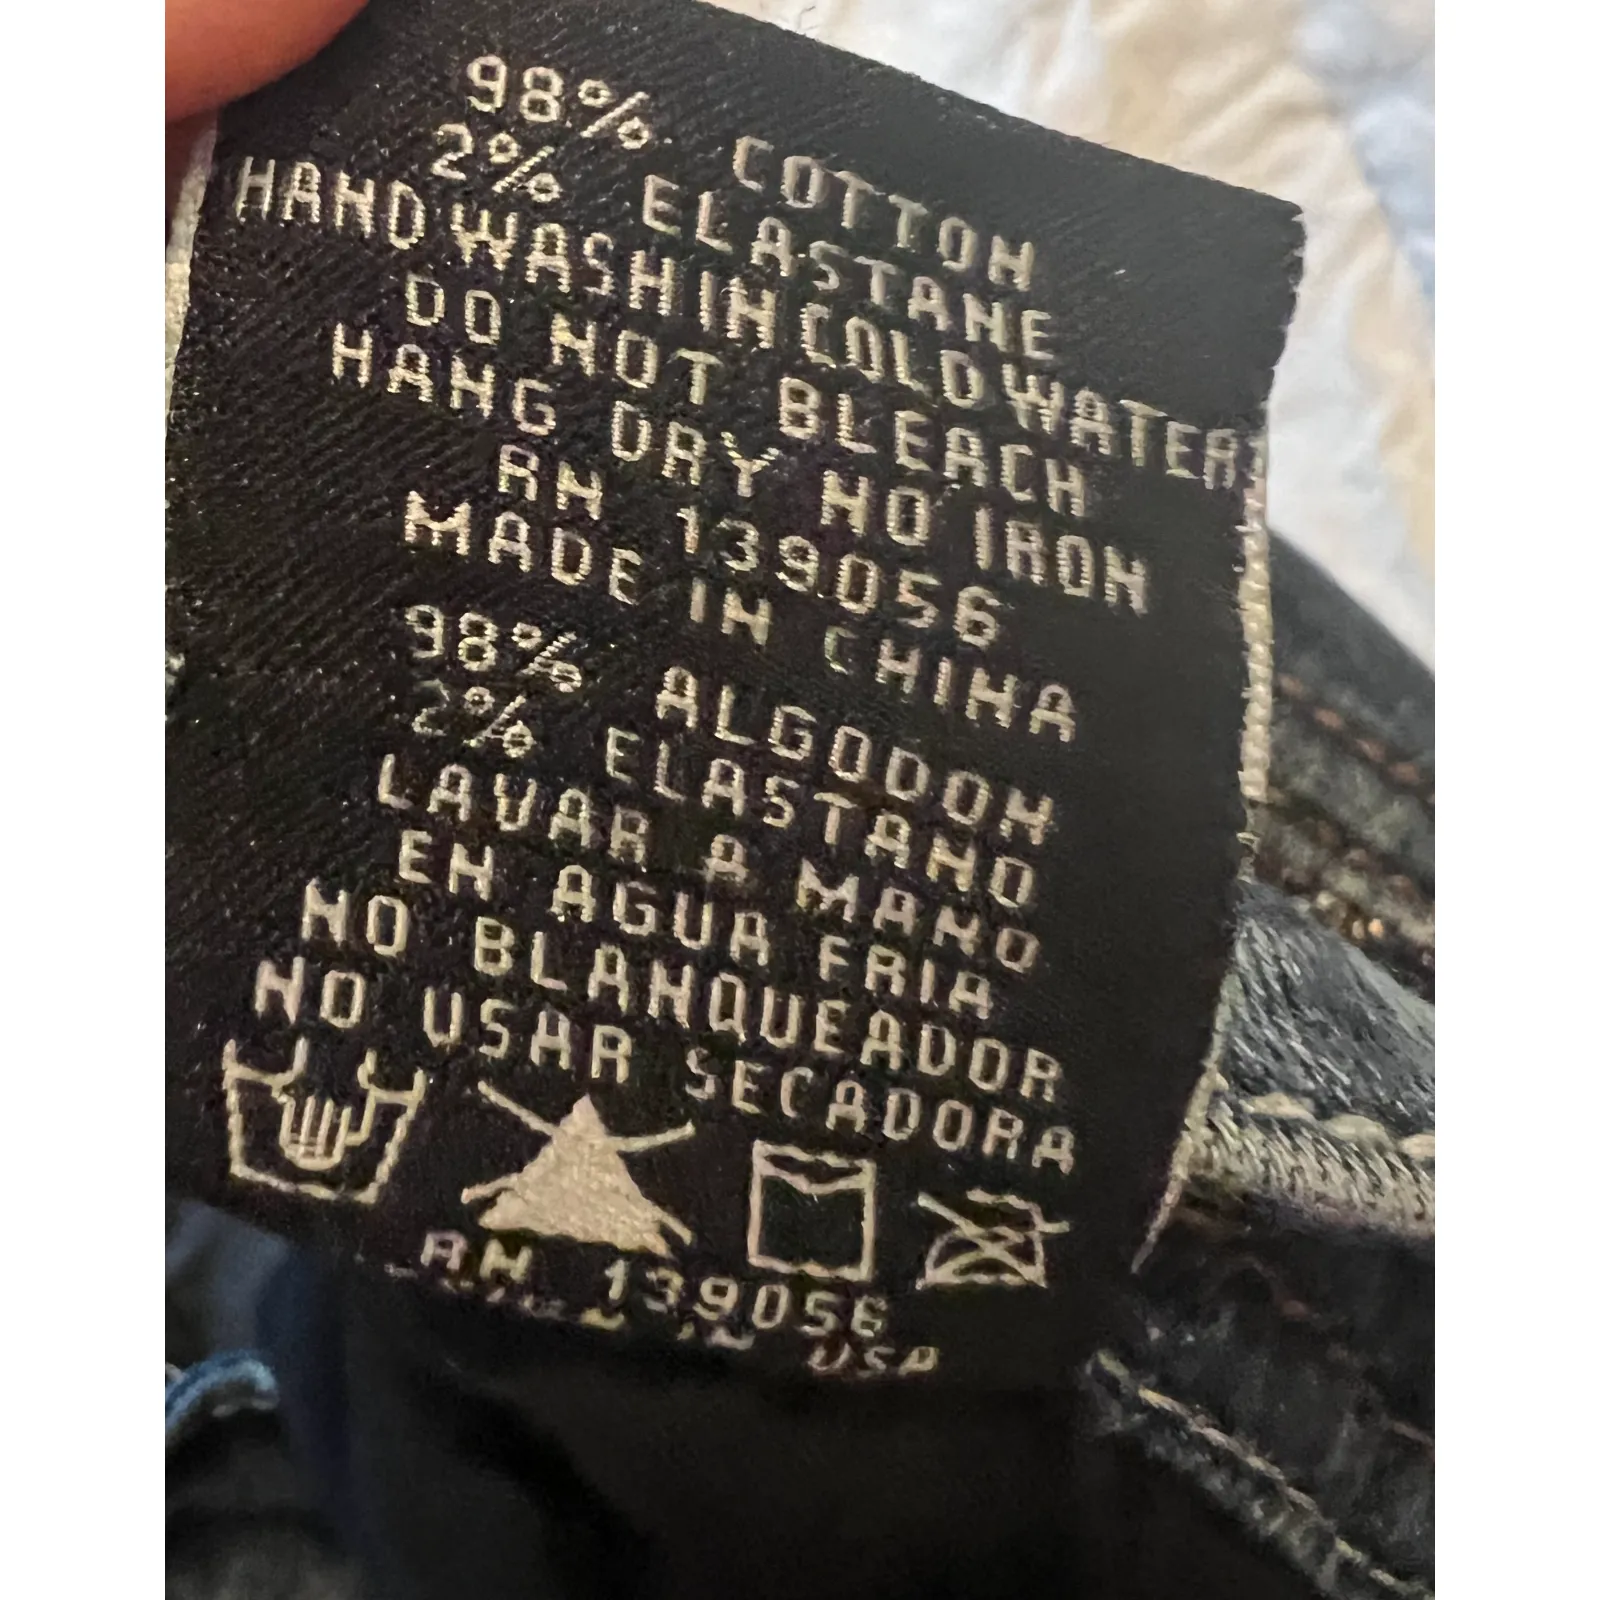 98% COTTON
2% ELASTANE
HAND WASH IN COLD WATER
DO NOT BLEACH
HANG DRY NO IRON
RN 139056
MADE IN CHINA
98% ALGODON
2% ELASTANO
LAVAR A MANO
EN AGUA FRIA
NO BLANQUEADOR
NO USAR SECADORA
RN 139056
USA